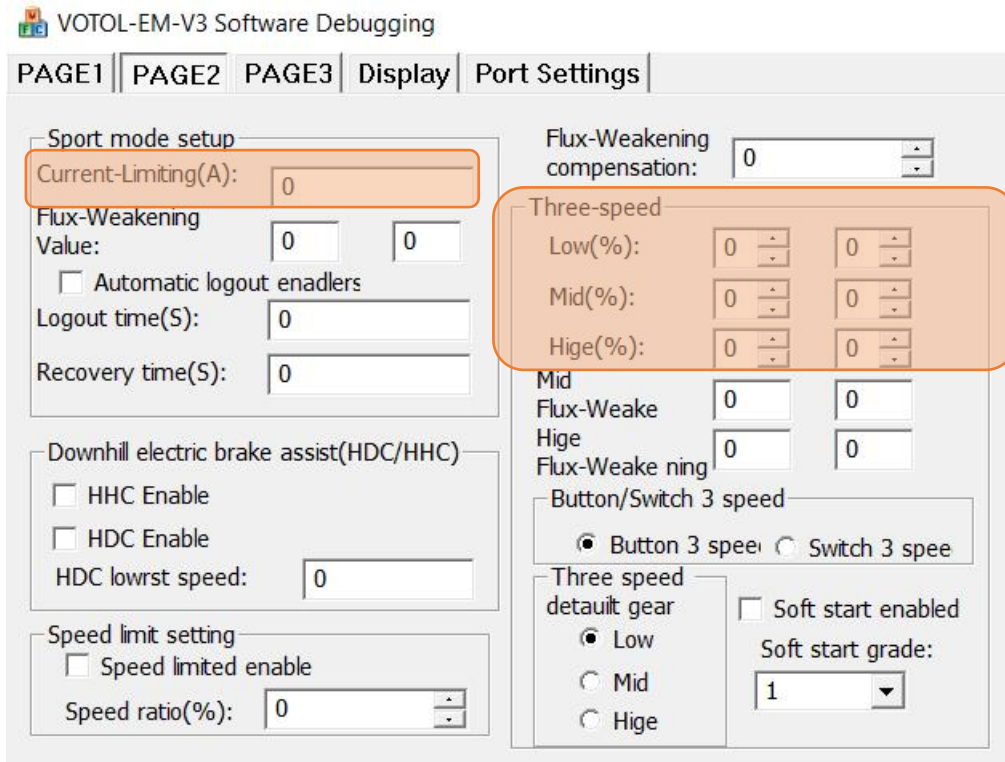 VOTOL-EM-V3 Software Debugging
PAGE1 PAGE2 PAGE3 Display Port Settings
Sport mode setup
Current-Limiting(A): 0
Flux-Weakening
Value: 0 0
Automatic logout enadlers
Logout time(S): 0
Recovery time(S): 0
Downhill electric brake assist(HDC/HHC)
HHC Enable
HDC Enable
HDC lowrst speed: 0
Speed limit setting
Speed limited enable
Speed ratio(%): 0
Flux-Weakening
compensation: 0
Three-speed
Low(%): 0 0
Mid(%): 0 0
Hige(%): 0 0
Mid
Flux-Weake 0 0
Hige
Flux-Weake ning 0 0
Button/Switch 3 speed
Button 3 speed Switch 3 spee
Three speed
detault gear
Low
Mid
Hige
Soft start enabled
Soft start grade:
1